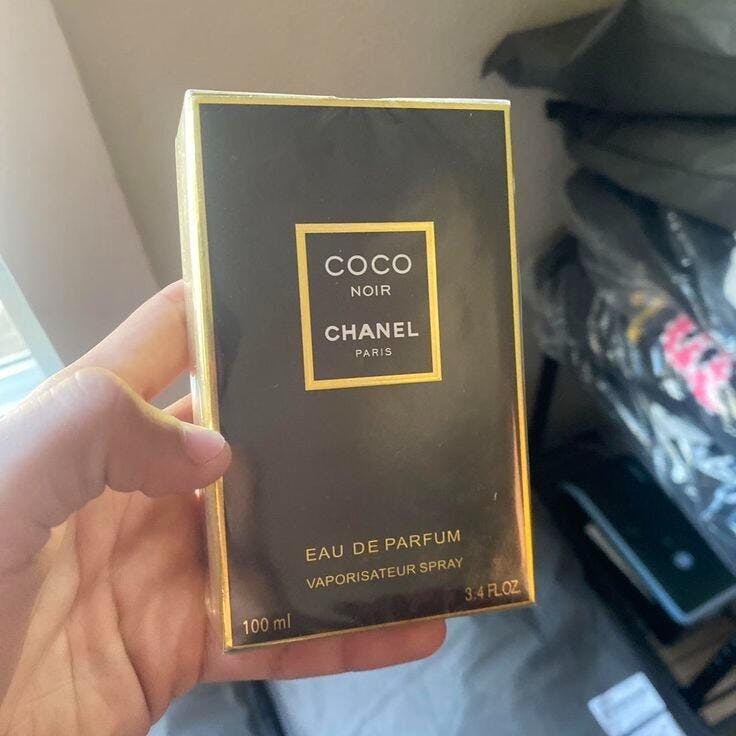 COCO
NOIR
CHANEL
PARIS
EAU DE PARFUM
VAPORISATEUR SPRAY
100 ml
3.4 FL.OZ